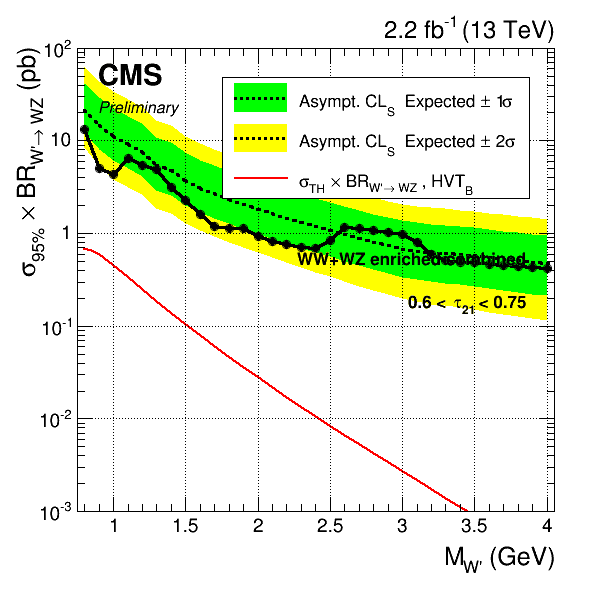 2.2 fb⁻¹ (13 TeV)
CMS
Preliminary
Asympt. CL_S Expected ± 1σ
Asympt. CL_S Expected ± 2σ
σ_TH × BR_W'→WZ , HVT_B
σ_95% × BR_W'→WZ (pb)
10²
10
1
10⁻¹
10⁻²
10⁻³
WW+WZ enriched
0.6 < τ₂₁ < 0.75
1 1.5 2 2.5 3 3.5 4
M_W' (GeV)